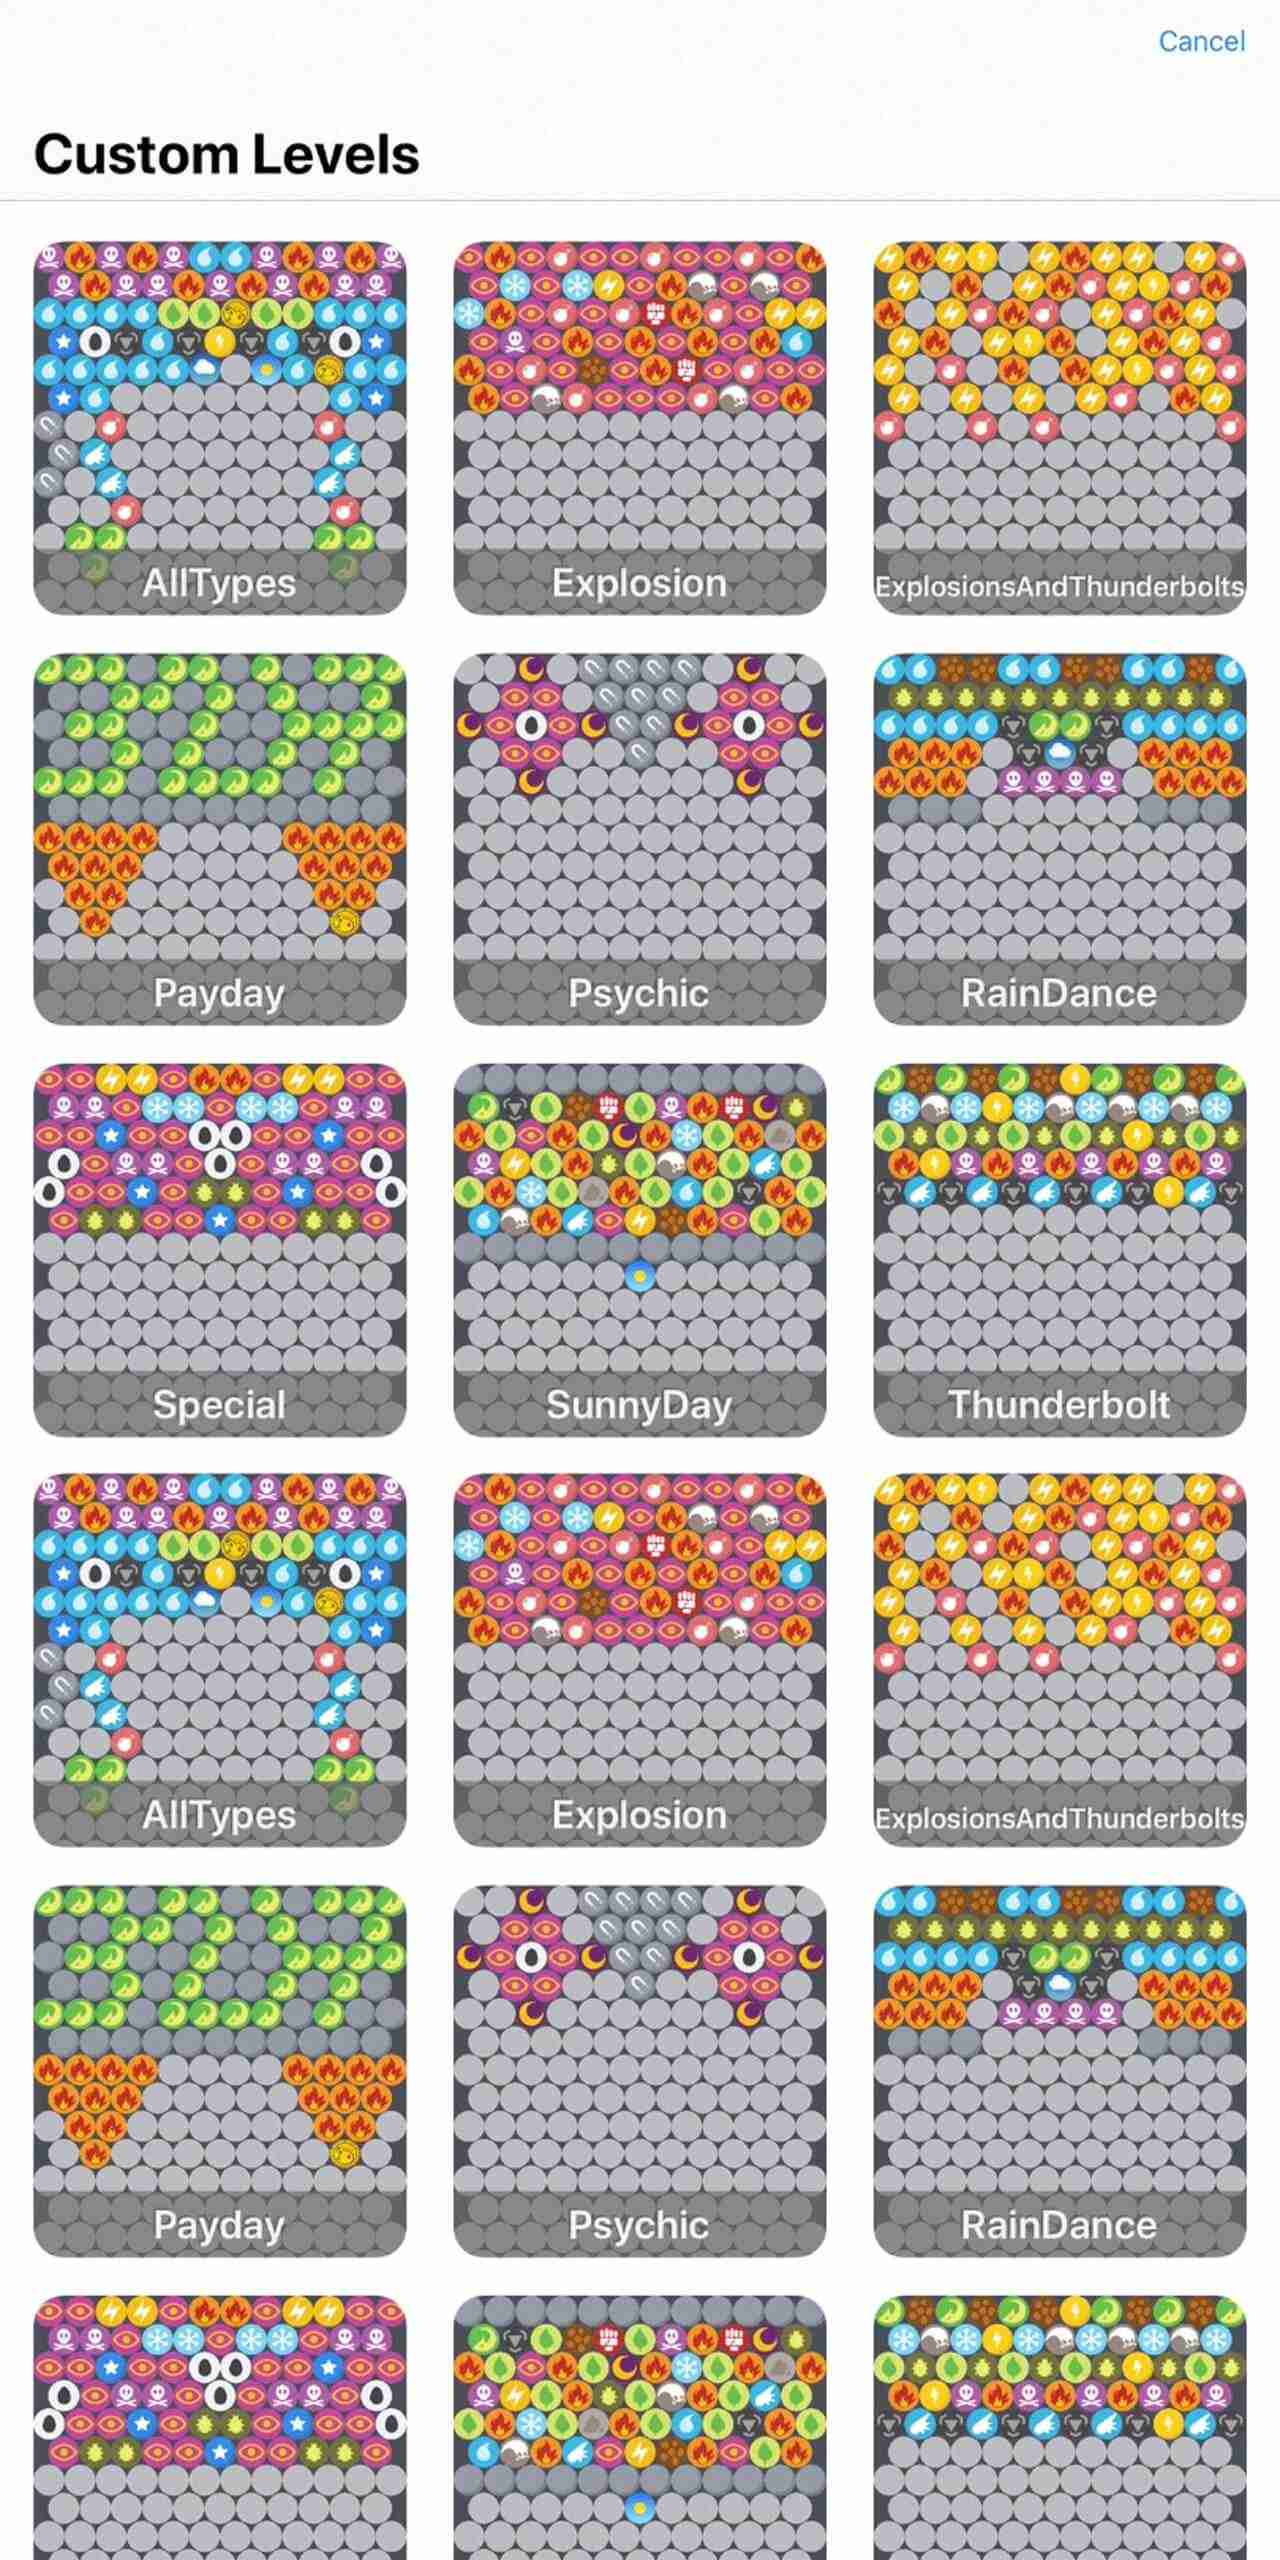 Cancel
Custom Levels
AllTypes
Explosion
ExplosionsAndThunderbolts
Payday
Psychic
RainDance
Special
SunnyDay
Thunderbolt
AllTypes
Explosion
ExplosionsAndThunderbolts
Payday
Psychic
RainDance